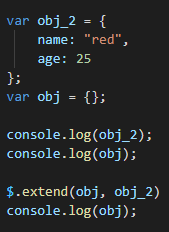 var obj_2 = {
    name: "red",
    age: 25
};
var obj = {};

console.log(obj_2);
console.log(obj);

$.extend(obj, obj_2)
console.log(obj);